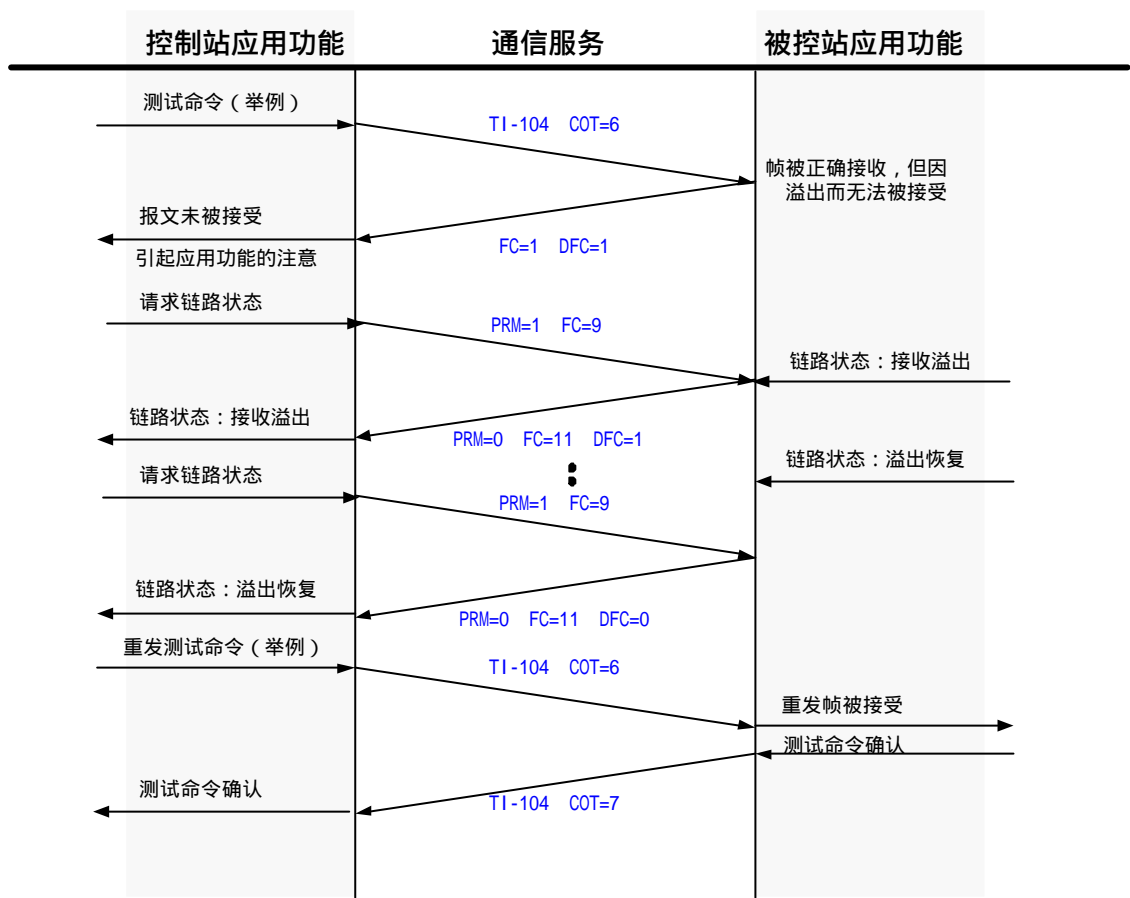 控制站应用功能
通信服务
被控站应用功能
测试命令（举例）
TI-104 COT=6
帧被正确接收，但因
溢出而无法被接受
报文未被接受
FC=1 DFC=1
引起应用功能的注意
请求链路状态
PRM=1 FC=9
链路状态：接收溢出
链路状态：接收溢出
PRM=0 FC=11 DFC=1
链路状态：溢出恢复
请求链路状态
PRM=1 FC=9
链路状态：溢出恢复
PRM=0 FC=11 DFC=0
重发测试命令（举例）
TI-104 COT=6
重发帧被接受
测试命令确认
测试命令确认
TI-104 COT=7